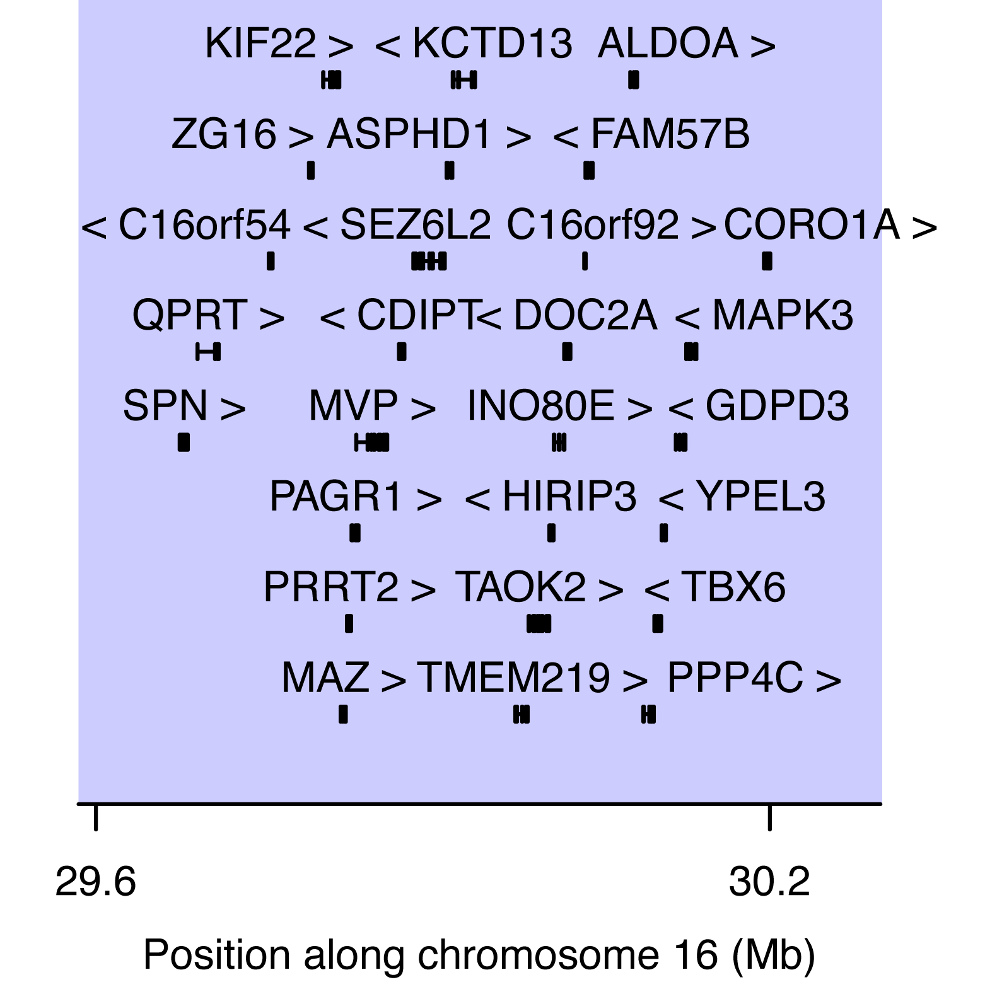 KIF22 > < KCTD13 ALDOA >
ZG16 > ASPHD1 > < FAM57B
< C16orf54 < SEZ6L2 C16orf92 > CORO1A >
QPRT > < CDIPT < DOC2A < MAPK3
SPN > MVP > INO80E > < GDPD3
PAGR1 > < HIRIP3 < YPEL3
PRRT2 > TAOK2 > < TBX6
MAZ > TMEM219 > PPP4C >
29.6 30.2
Position along chromosome 16 (Mb)